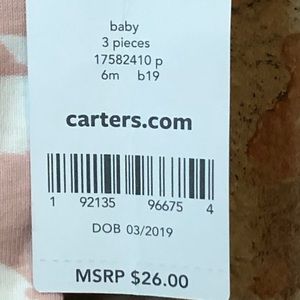 baby
3 pieces
17582410 p
6m b19
carters.com
1 92135 96675 4
DOB 03/2019
MSRP $26.00